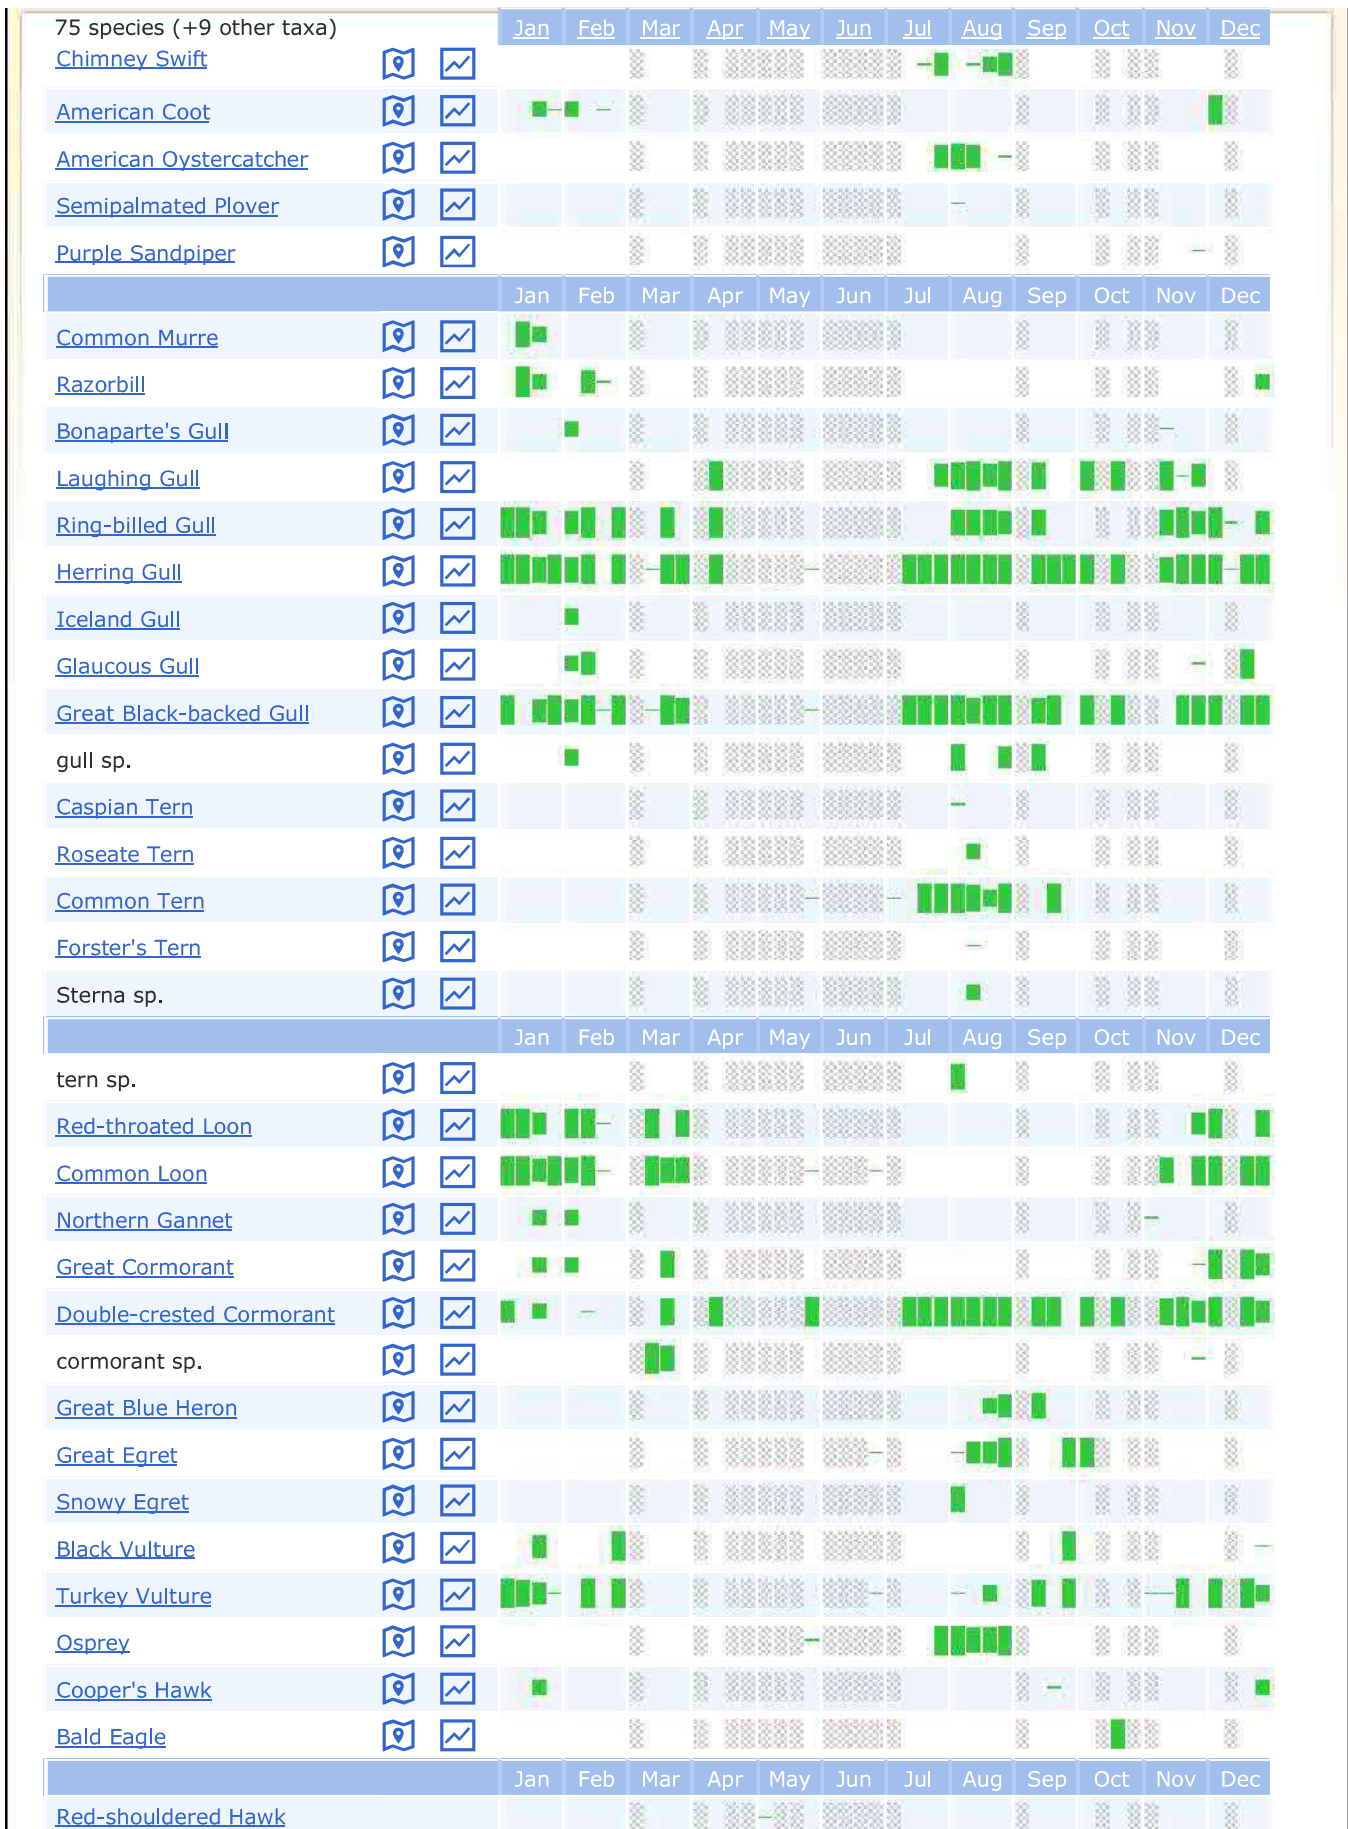 75 species (+9 other taxa) Jan Feb Mar Apr May Jun Jul Aug Sep Oct Nov Dec
Chimney Swift
American Coot
American Oystercatcher
Semipalmated Plover
Purple Sandpiper
Jan Feb Mar Apr May Jun Jul Aug Sep Oct Nov Dec
Common Murre
Razorbill
Bonaparte's Gull
Laughing Gull
Ring-billed Gull
Herring Gull
Iceland Gull
Glaucous Gull
Great Black-backed Gull
gull sp.
Caspian Tern
Roseate Tern
Common Tern
Forster's Tern
Sterna sp.
Jan Feb Mar Apr May Jun Jul Aug Sep Oct Nov Dec
tern sp.
Red-throated Loon
Common Loon
Northern Gannet
Great Cormorant
Double-crested Cormorant
cormorant sp.
Great Blue Heron
Great Egret
Snowy Egret
Black Vulture
Turkey Vulture
Osprey
Cooper's Hawk
Bald Eagle
Jan Feb Mar Apr May Jun Jul Aug Sep Oct Nov Dec
Red-shouldered Hawk